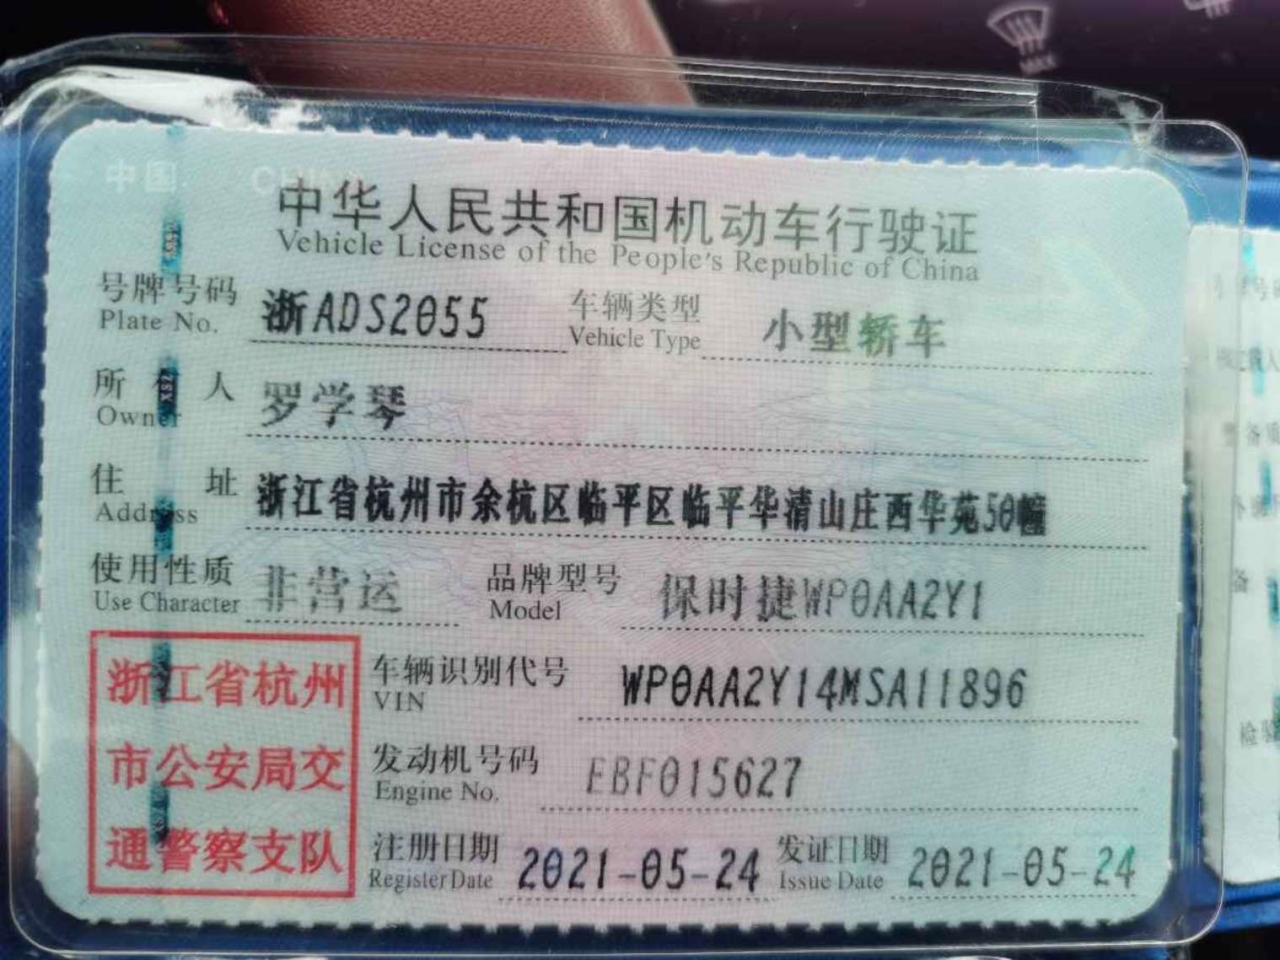 MAX
中国 CHINA
中华人民共和国机动车行驶证
Vehicle License of the People's Republic of China
号牌号码 浙ADS2055 车辆类型 小型轿车
Plate No. Vehicle Type
所有人 罗学琴
Owner
住址 浙江省杭州市余杭区临平区临平华清山庄西华苑50幢
Address
使用性质 非营运 品牌型号 保时捷WP0AA2Y1
Use Character Model
浙江省杭州
市公安局交
通警察支队
车辆识别代号 WP0AA2Y14MSA11896
VIN
发动机号码 EBF015627
Engine No.
注册日期 2021-05-24 发证日期 2021-05-24
Register Date Issue Date
检验